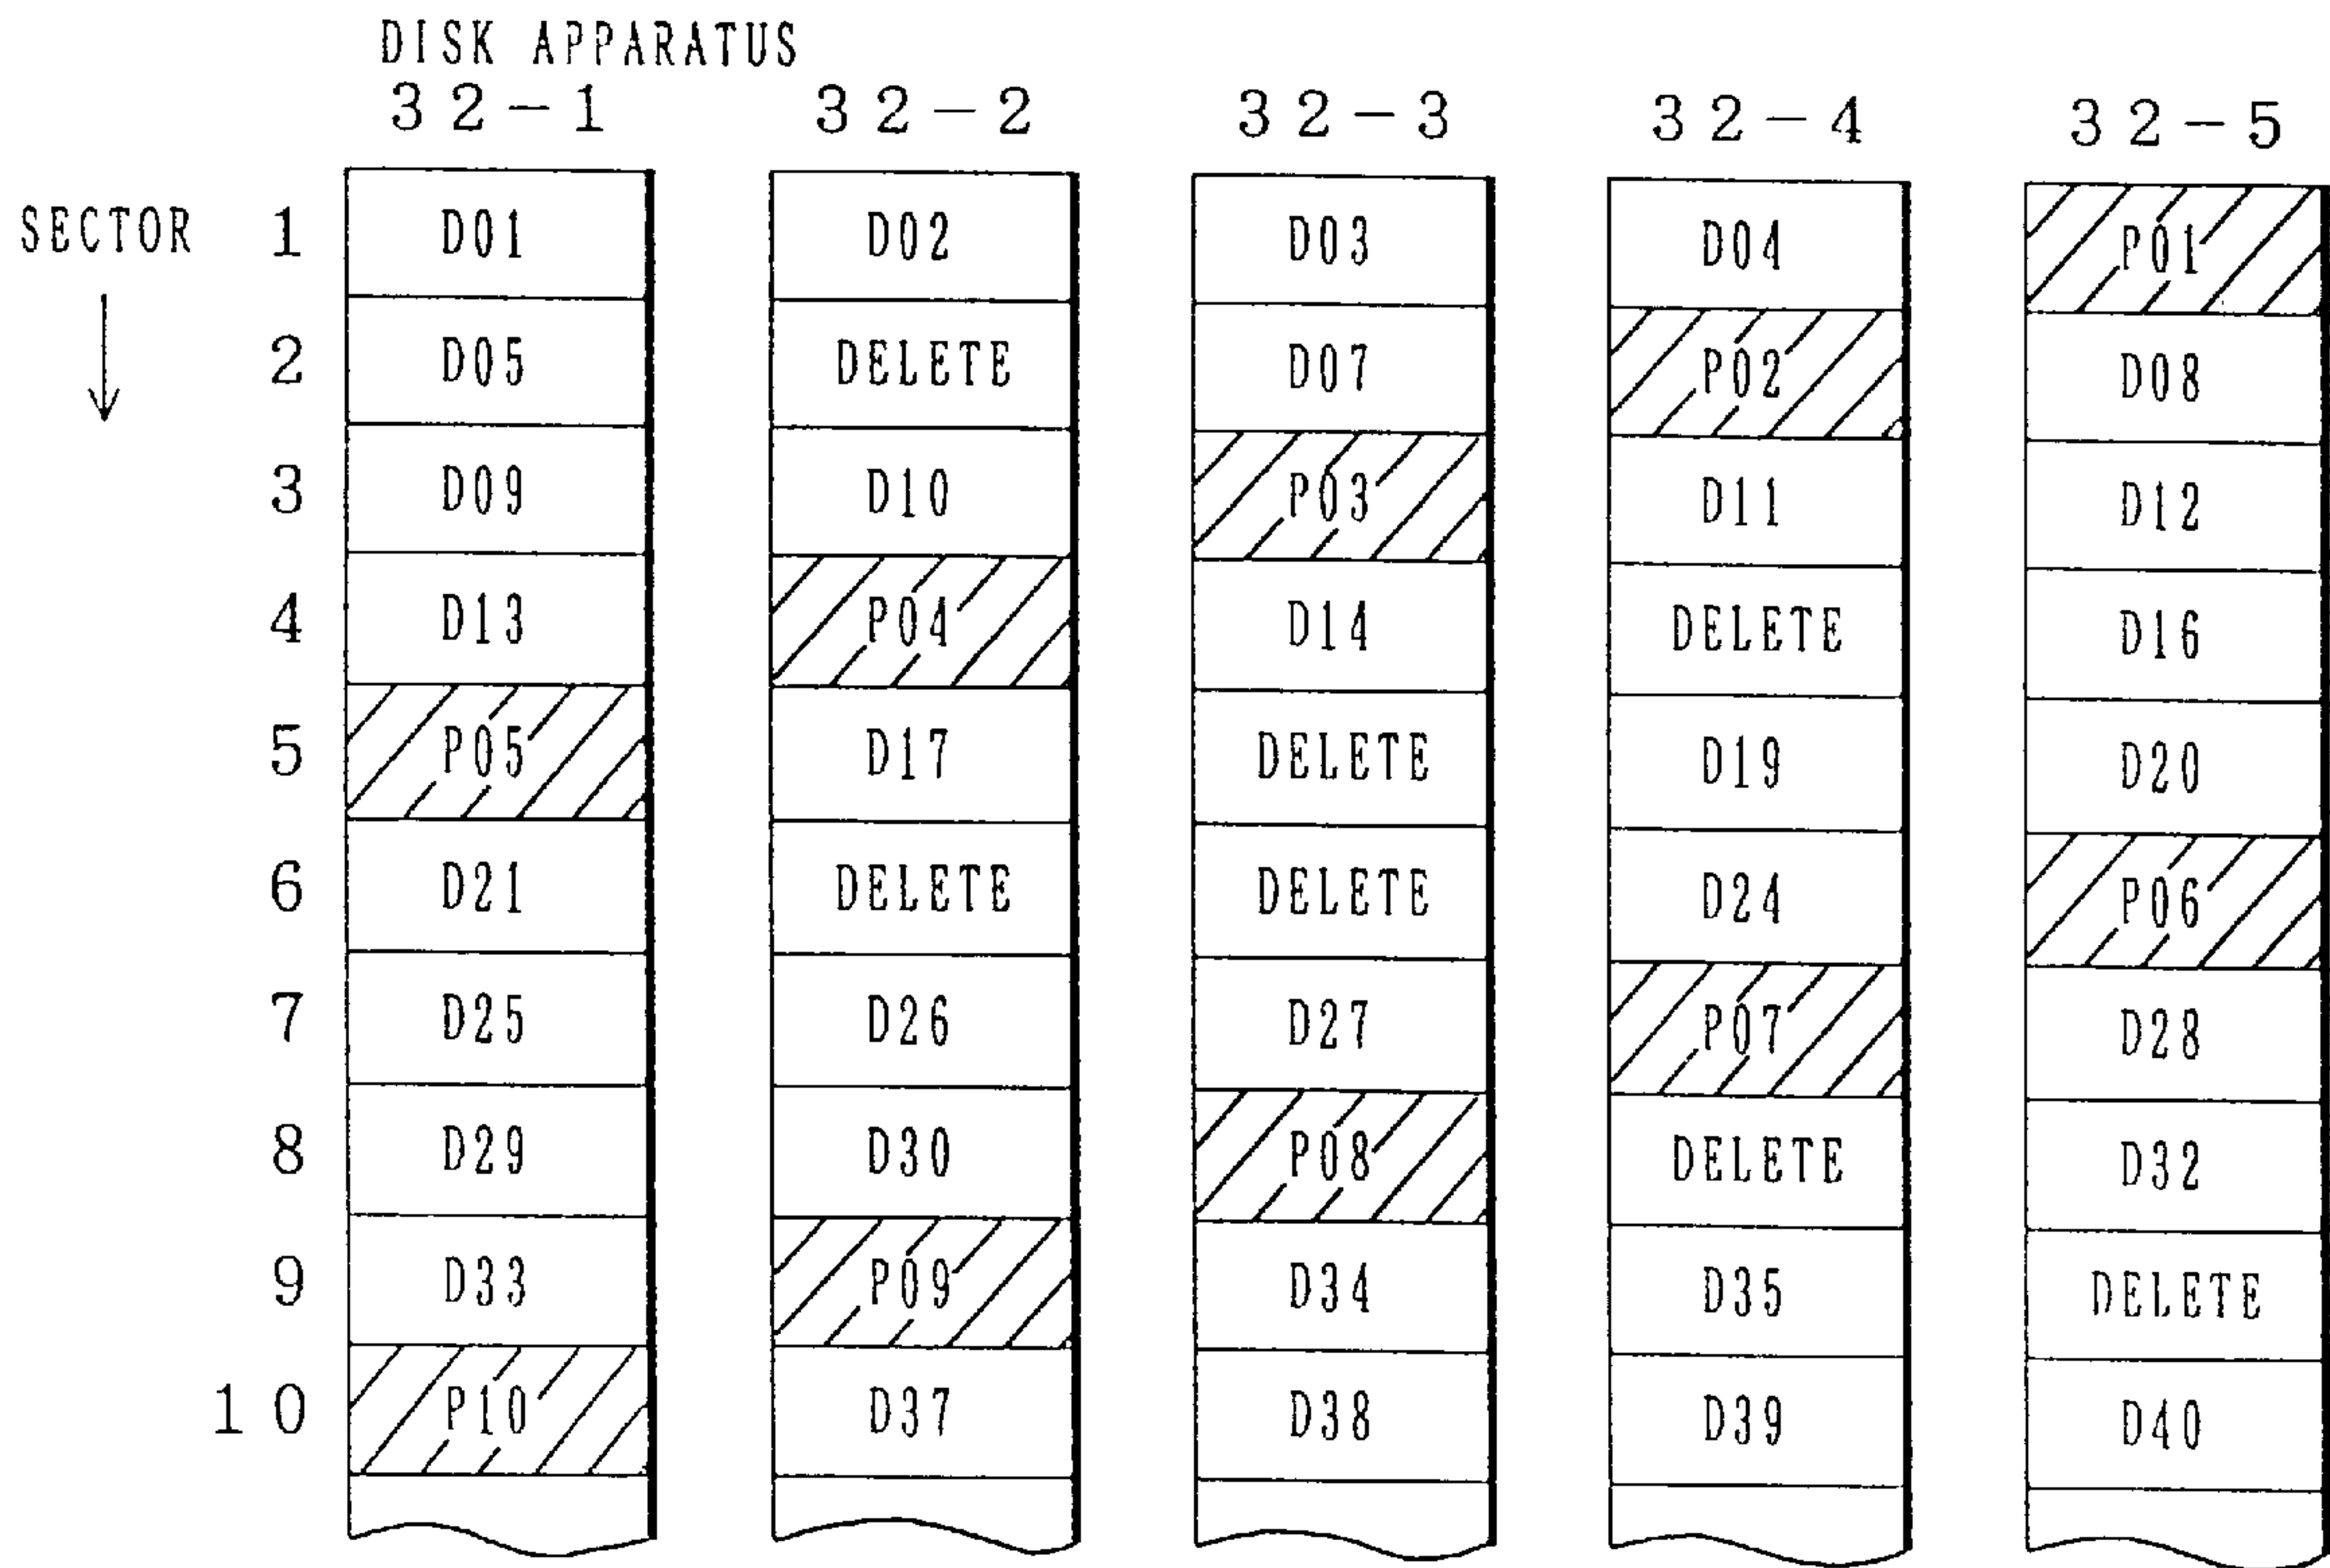 DISK APPARATUS
32-1 32-2 32-3 32-4 32-5
SECTOR 1 D01 D02 D03 D04 P01
2 D05 DELETE D07 P02 D08
3 D09 D10 P03 D11 D12
4 D13 P04 D14 DELETE D16
5 P05 D17 DELETE D19 D20
6 D21 DELETE DELETE D24 P06
7 D25 D26 D27 P07 D28
8 D29 D30 P08 DELETE D32
9 D33 P09 D34 D35 DELETE
10 P10 D37 D38 D39 D40